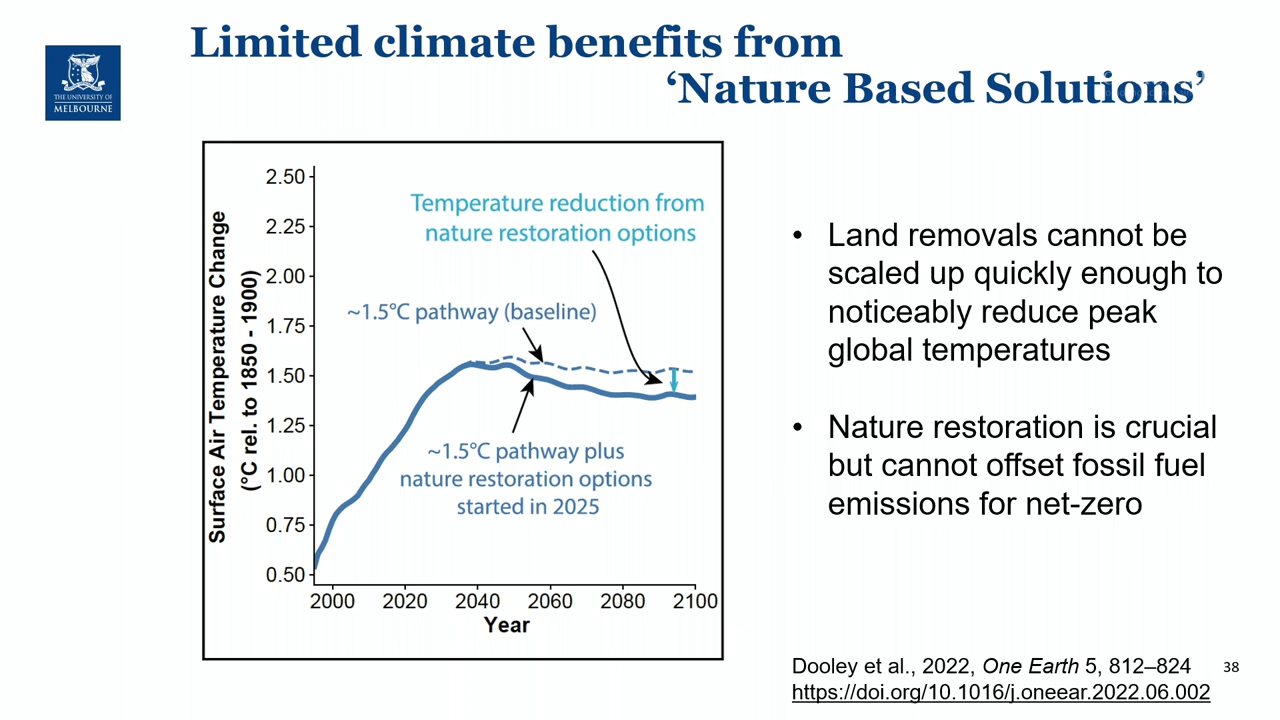 Limited climate benefits from
‘Nature Based Solutions’
THE UNIVERSITY OF
MELBOURNE
2.50
2.25
2.00
1.75
1.50
1.25
1.00
0.75
0.50
Surface Air Temperature Change
(°C rel. to 1850 - 1900)
Temperature reduction from
nature restoration options
~1.5°C pathway (baseline)
~1.5°C pathway plus
nature restoration options
started in 2025
2000 2020 2040 2060 2080 2100
Year
• Land removals cannot be
scaled up quickly enough to
noticeably reduce peak
global temperatures
• Nature restoration is crucial
but cannot offset fossil fuel
emissions for net-zero
Dooley et al., 2022, One Earth 5, 812–824
https://doi.org/10.1016/j.oneear.2022.06.002
38